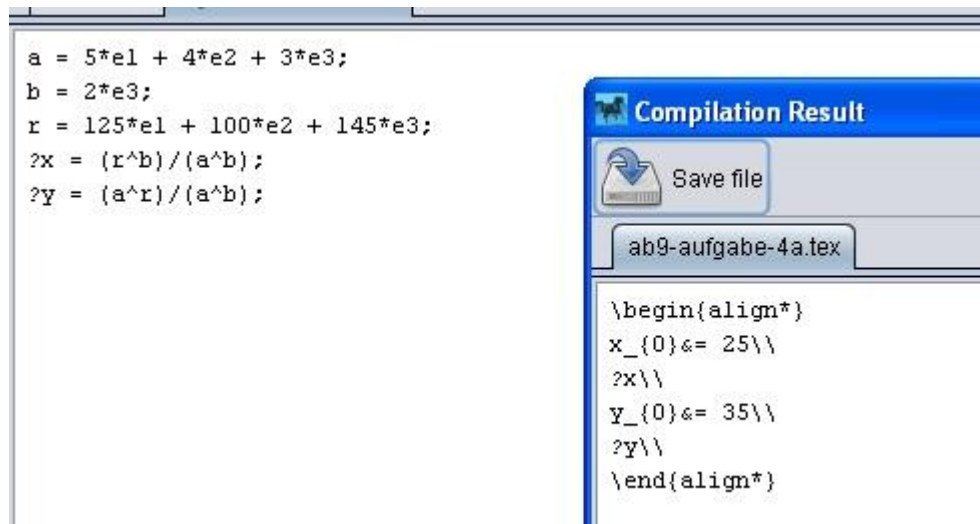 a = 5*e1 + 4*e2 + 3*e3;
b = 2*e3;
r = 125*e1 + 100*e2 + 145*e3;
?x = (r^b)/(a^b);
?y = (a^r)/(a^b);
Compilation Result
Save file
ab9-aufgabe-4a.tex
\begin{align*}
x_{0}&= 25\\
?x\\
y_{0}&= 35\\
?y\\
\end{align*}